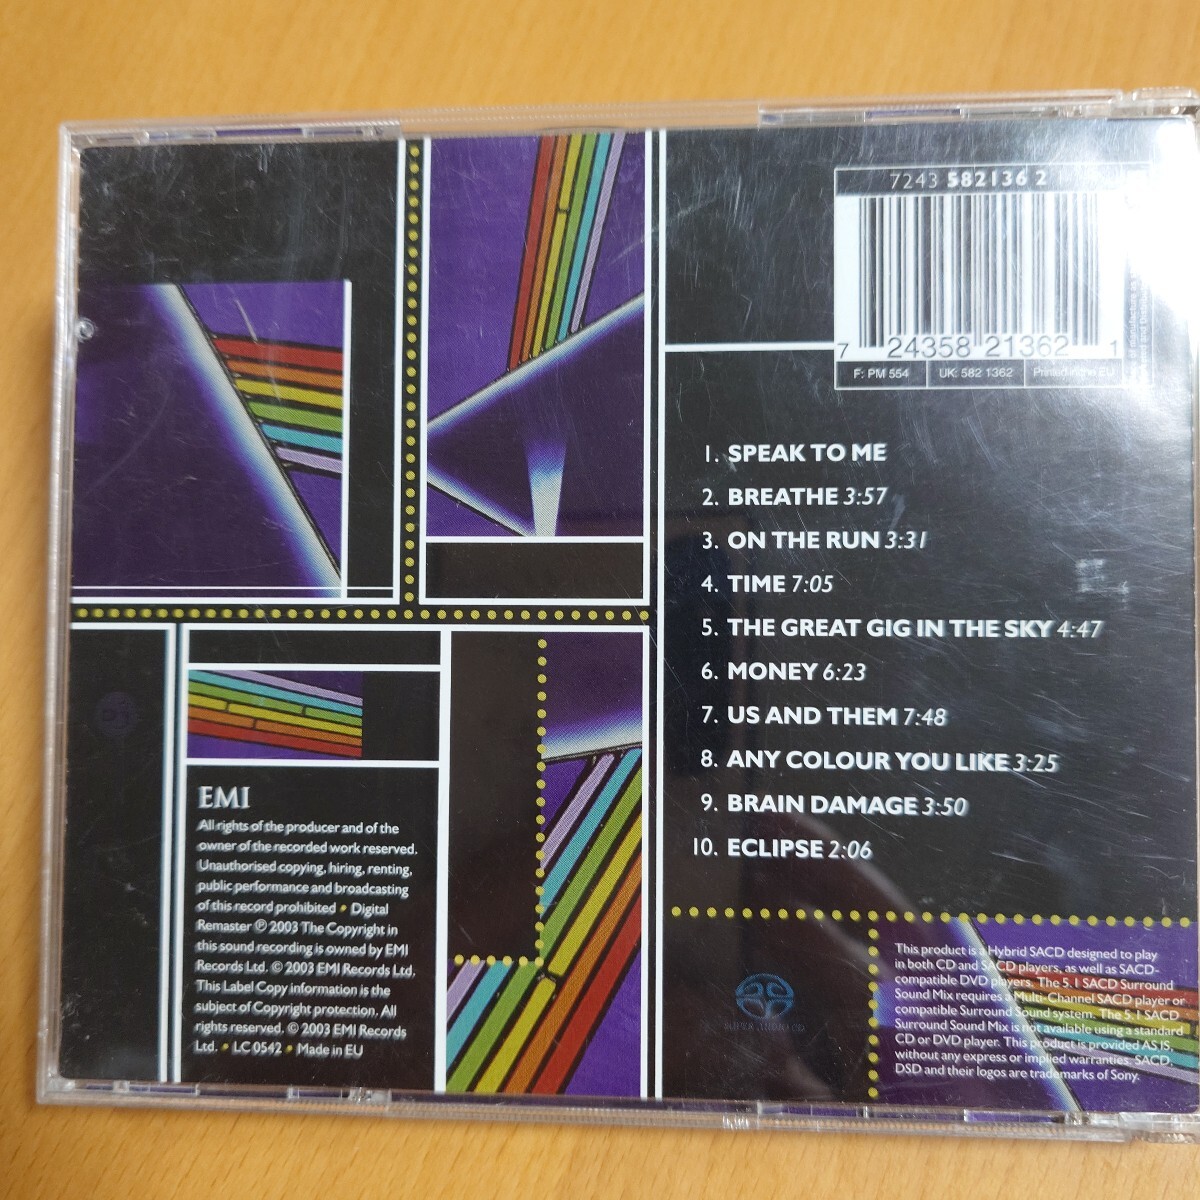 7243 582136 2
7 24358 21362 1
F: PM 554 UK: 582 1362 Printed in the EU
1. SPEAK TO ME
2. BREATHE 3:57
3. ON THE RUN 3:31
4. TIME 7:05
5. THE GREAT GIG IN THE SKY 4:47
6. MONEY 6:23
7. US AND THEM 7:48
8. ANY COLOUR YOU LIKE 3:25
9. BRAIN DAMAGE 3:50
10. ECLIPSE 2:06
EMI
All rights of the producer and of the
owner of the recorded work reserved.
Unauthorised copying, hiring, renting,
public performance and broadcasting
of this record prohibited • Digital
Remaster ℗ 2003 The Copyright in
this sound recording is owned by EMI
Records Ltd. © 2003 EMI Records Ltd.
This Label Copy information is the
subject of Copyright protection. All
rights reserved. © 2003 EMI Records
Ltd. • LC 0542 • Made in EU
SUPER AUDIO CD
This product is a Hybrid SACD designed to play
in both CD and SACD players, as well as SACD-
compatible DVD players. The 5.1 SACD Surround
Sound Mix requires a Multi-Channel SACD player or
compatible Surround Sound system. The 5.1 SACD
Surround Sound Mix is not available using a standard
CD or DVD player. This product is provided AS IS,
without any express or implied warranties. SACD,
DSD and their logos are trademarks of Sony.